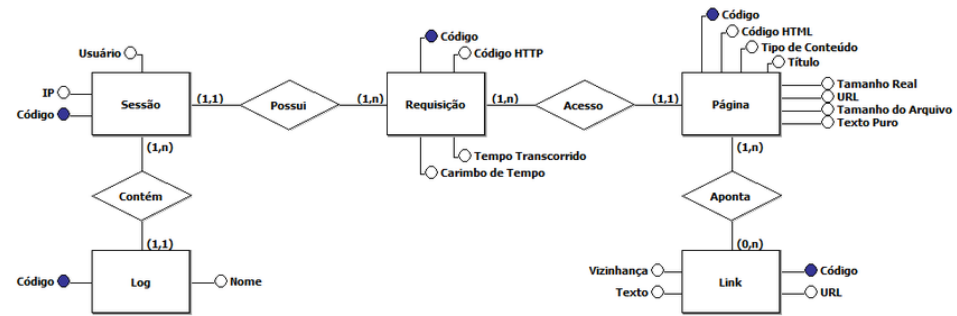 Código
Código
Código HTML
Usuário
Código HTTP
Tipo de Conteúdo
Título
IP
Sessão
(1,1)
Possui
(1,n)
Requisição
(1,n)
Acesso
(1,1)
Página
Tamanho Real
URL
Código
Tamanho do Arquivo
Texto Puro
(1,n)
Tempo Transcorrido
(1,n)
Carimbo de Tempo
Contém
Aponta
(1,1)
(0,n)
Vizinhança
Código
Código
Log
Nome
Link
Texto
URL